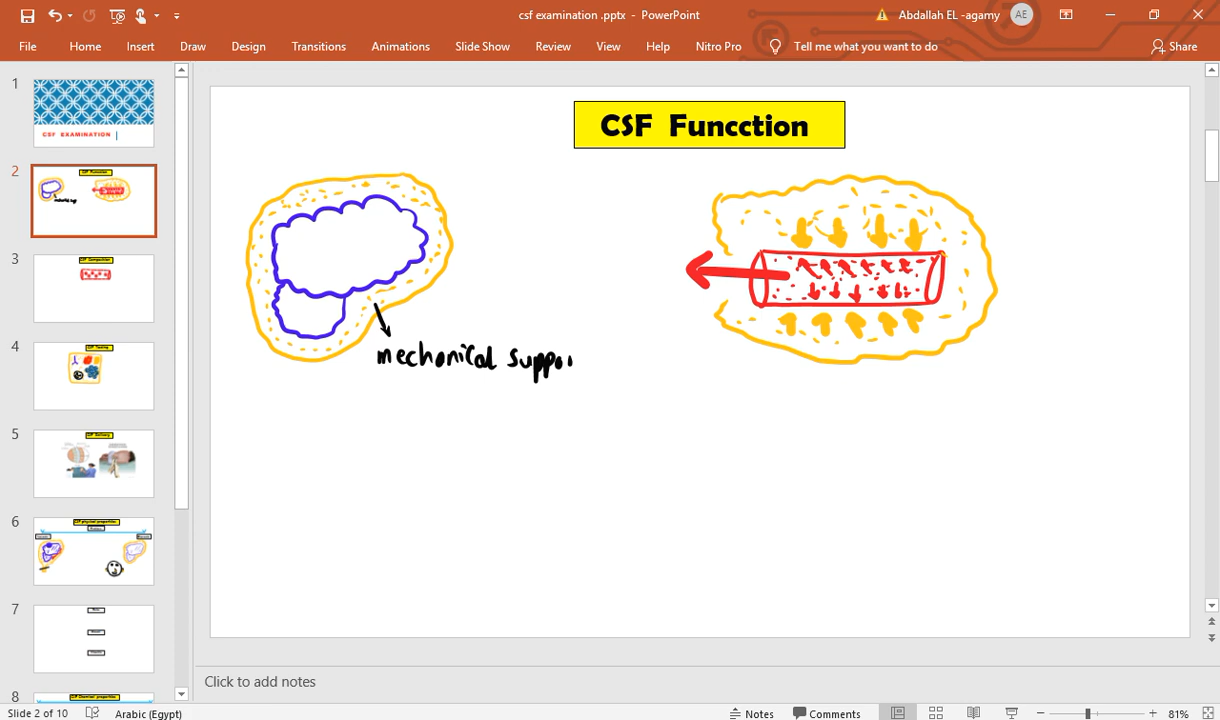 csf examination .pptx - PowerPoint
Abdallah EL -agamy
AE
File Home Insert Draw Design Transitions Animations Slide Show Review View Help Nitro Pro Tell me what you want to do Share
1
CSF EXAMINATION
2
3
4
5
6
7
8
CSF Funcction
mechonical suppo
Click to add notes
Slide 2 of 10
Arabic (Egypt)
Notes
Comments
81%